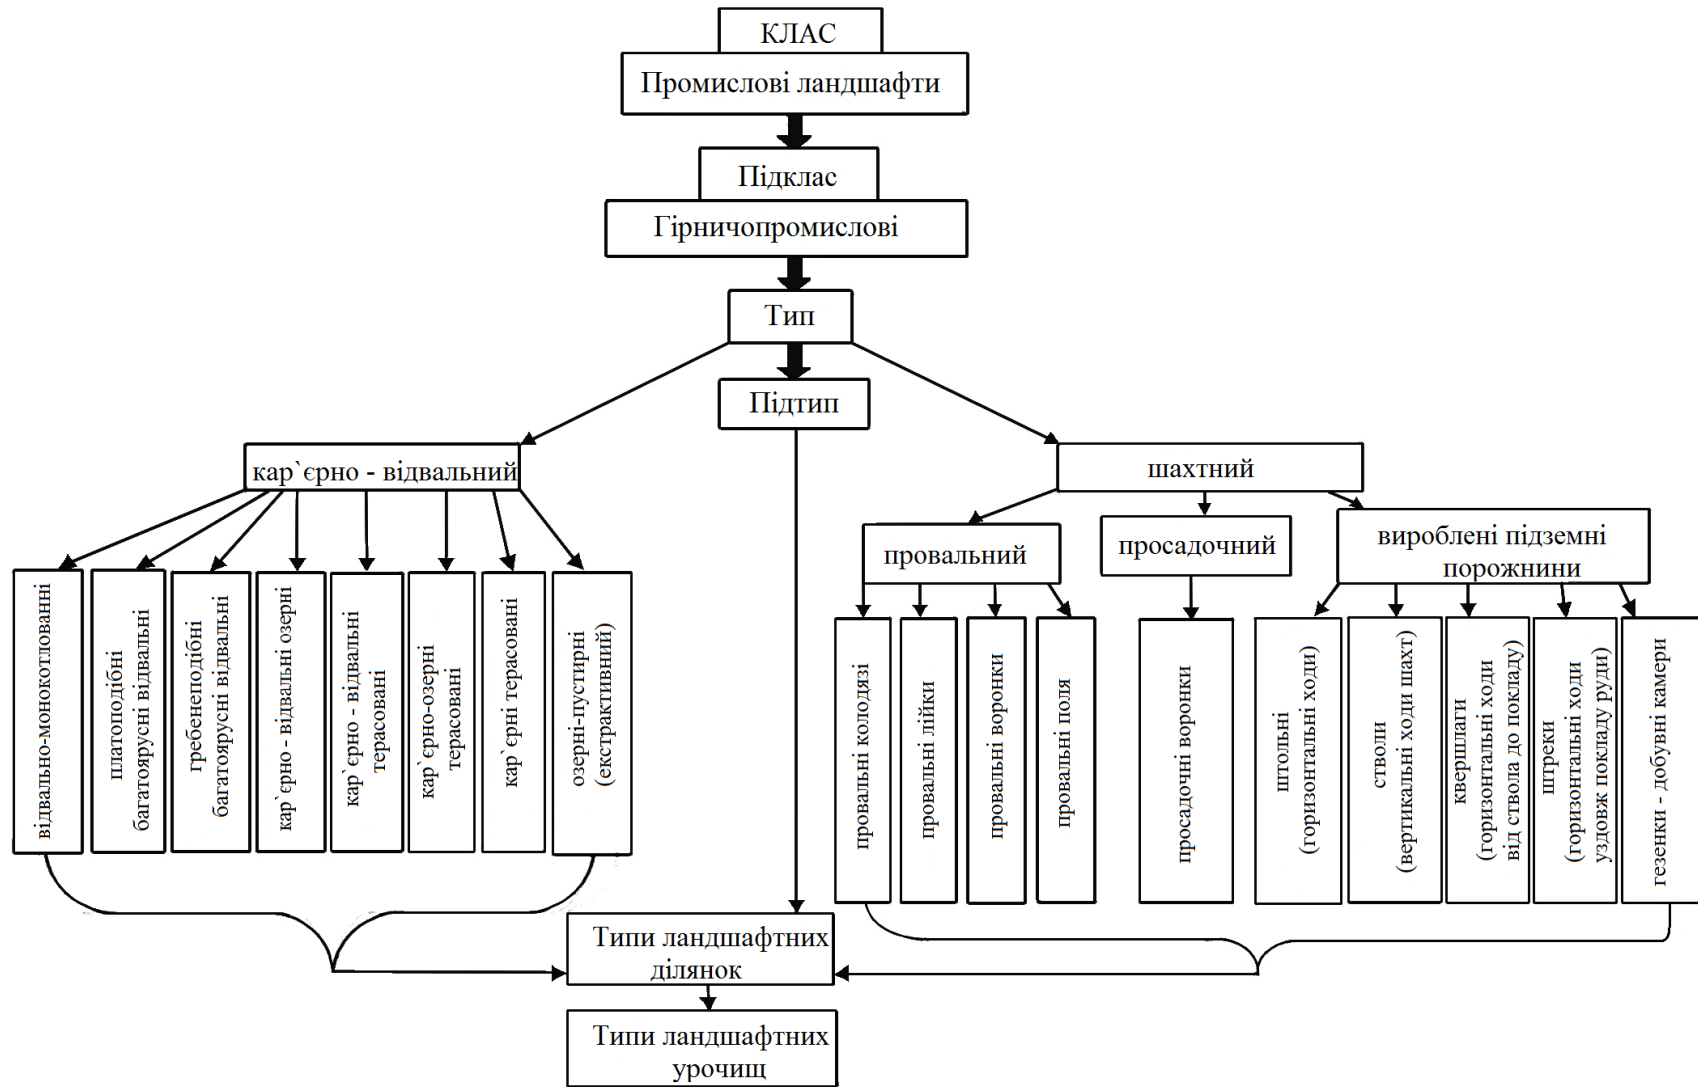 КЛАС
Промислові ландшафти
Підклас
Гірничопромислові
Тип
Підтип
кар`єрно - відвальний
шахтний
провальний
просадочний
вироблені підземні
порожнини
відвально-монокотлованні
платоподібні
багатоярусні відвальні
гребенеподібні
багатоярусні відвальні
кар`єрно - відвальні озерні
кар`єрно - відвальні
терасовані
кар`єрно-озерні
терасовані
кар`єрні терасовані
озерні-пустирні
(екстрактивний)
провальні колодязі
провальні лійки
провальні воронки
провальні поля
просадочні воронки
штольні
(горизонтальні ходи)
стволи
(вертикальні ходи шахт)
квершлаги
(горизонтальні ходи
від ствола до покладу)
штреки
(горизонтальні ходи
уздовж покладу руди)
гезенки - добувні камери
Типи ландшафтних
ділянок
Типи ландшафтних
урочищ